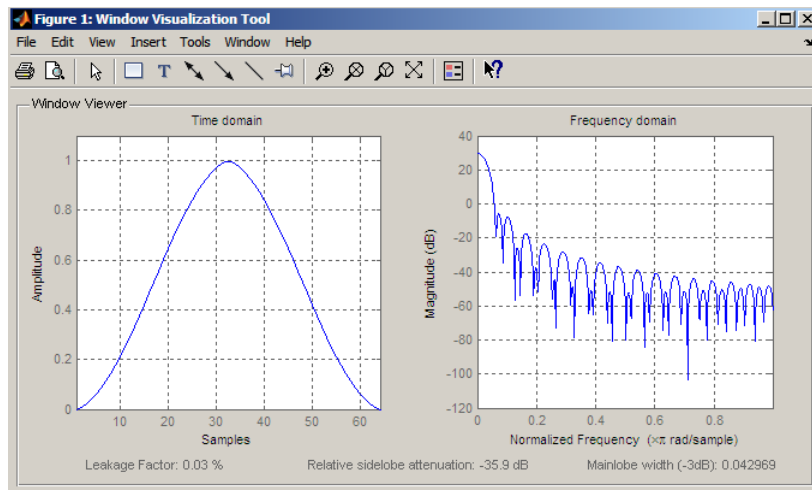 Figure 1: Window Visualization Tool
File Edit View Insert Tools Window Help
T
Window Viewer
Time domain
1
0.8
0.6
0.4
0.2
0
10 20 30 40 50 60
Amplitude
Samples
Frequency domain
40
20
0
-20
-40
-60
-80
-100
-120
0 0.2 0.4 0.6 0.8
Magnitude (dB)
Normalized Frequency (×π rad/sample)
Leakage Factor: 0.03 % Relative sidelobe attenuation: -35.9 dB Mainlobe width (-3dB): 0.042969